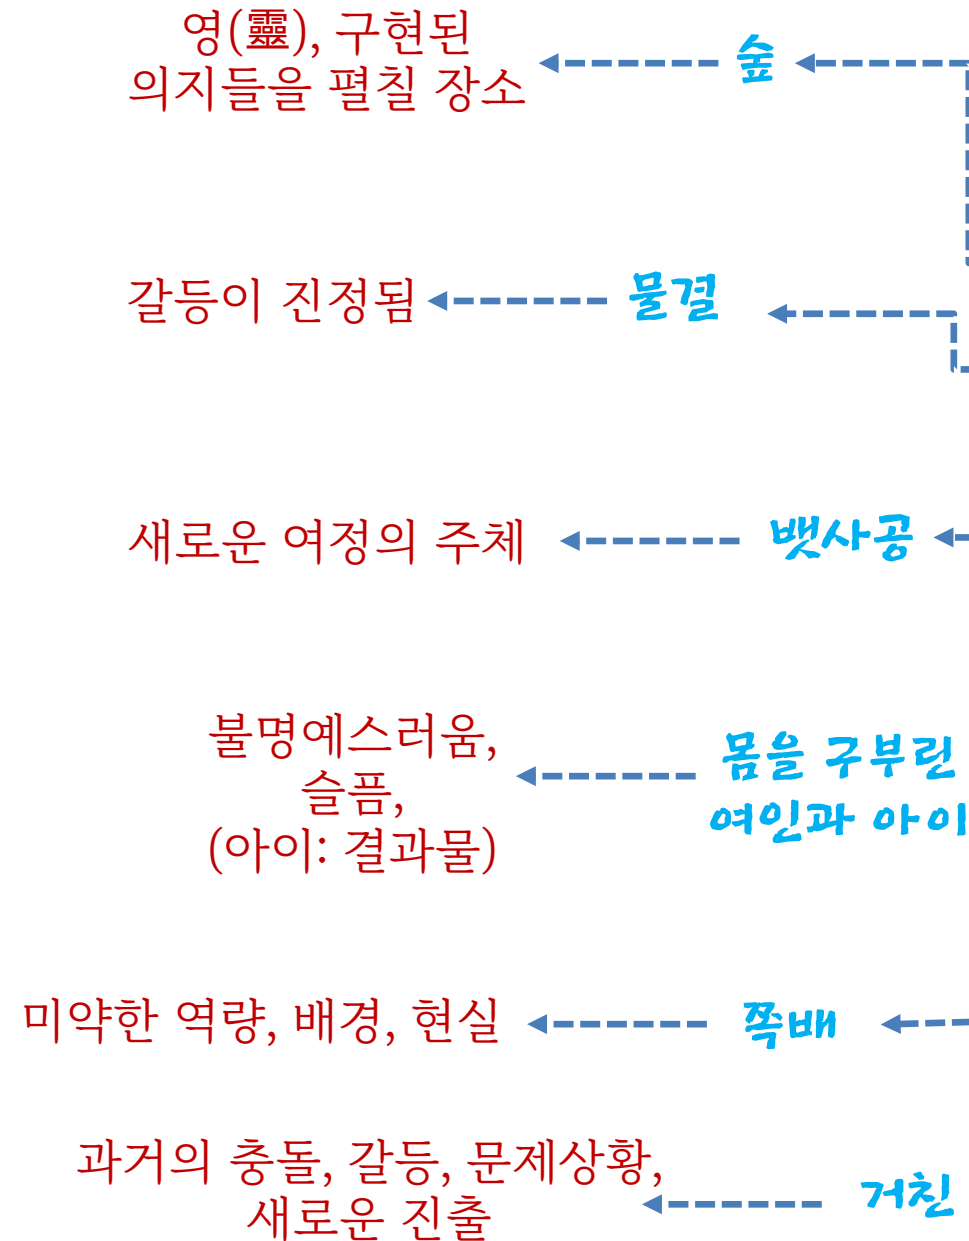 영(靈), 구현된
의지들을 펼칠 장소
숲
갈등이 진정됨
물결
새로운 여정의 주체
뱃사공
불명예스러움,
슬픔,
(아이: 결과물)
몸을 구부린
여인과 아이
미약한 역량, 배경, 현실
쪽배
과거의 충돌, 갈등, 문제상황,
새로운 진출
거친